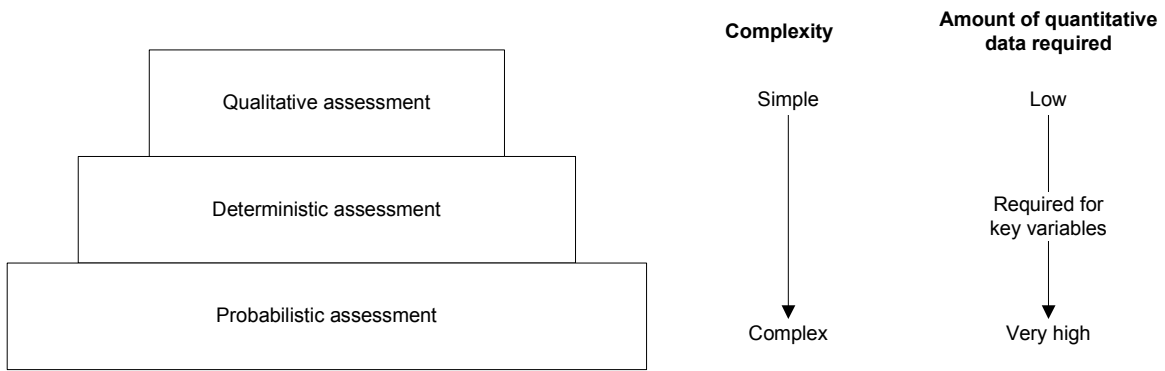 Complexity
Amount of quantitative
data required
Qualitative assessment
Simple
Low
Deterministic assessment
Required for
key variables
Probabilistic assessment
Complex
Very high